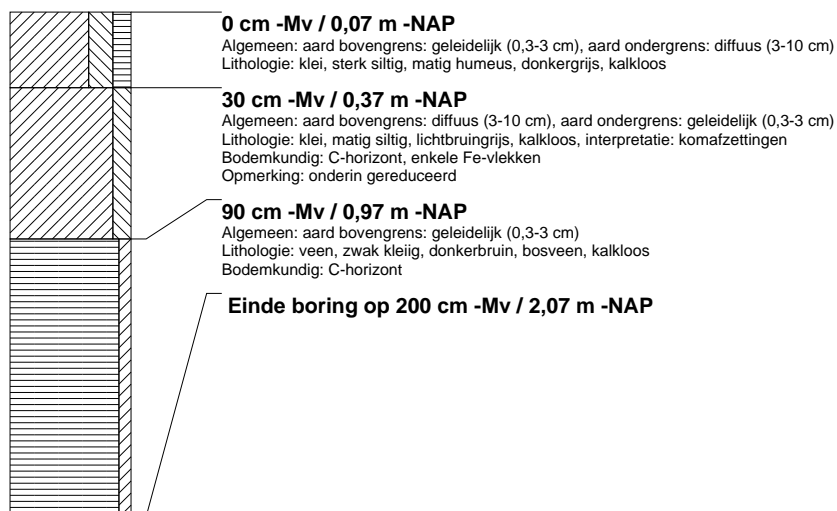 0 cm -Mv / 0,07 m -NAP
Algemeen: aard bovengrens: geleidelijk (0,3-3 cm), aard ondergrens: diffuus (3-10 cm)
Lithologie: klei, sterk siltig, matig humeus, donkergrijs, kalkloos
30 cm -Mv / 0,37 m -NAP
Algemeen: aard bovengrens: diffuus (3-10 cm), aard ondergrens: geleidelijk (0,3-3 cm)
Lithologie: klei, matig siltig, lichtbruingrijs, kalkloos, interpretatie: komafzettingen
Bodemkundig: C-horizont, enkele Fe-vlekken
Opmerking: onderin gereduceerd
90 cm -Mv / 0,97 m -NAP
Algemeen: aard bovengrens: geleidelijk (0,3-3 cm)
Lithologie: veen, zwak kleiig, donkerbruin, bosveen, kalkloos
Bodemkundig: C-horizont
Einde boring op 200 cm -Mv / 2,07 m -NAP